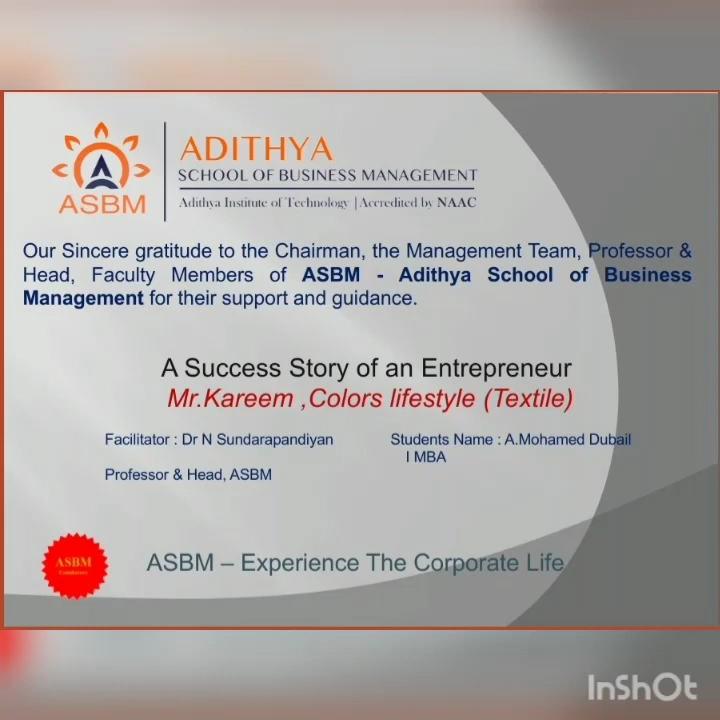 ADITHYA
SCHOOL OF BUSINESS MANAGEMENT
ASBM
Adithya Institute of Technology | Accredited by NAAC
Our Sincere gratitude to the Chairman, the Management Team, Professor &
Head, Faculty Members of ASBM - Adithya School of Business
Management for their support and guidance.
A Success Story of an Entrepreneur
Mr.Kareem ,Colors lifestyle (Textile)
Facilitator : Dr N Sundarapandiyan
Students Name : A.Mohamed Dubail
I MBA
Professor & Head, ASBM
ASBM
ASBM – Experience The Corporate Life
InShOt